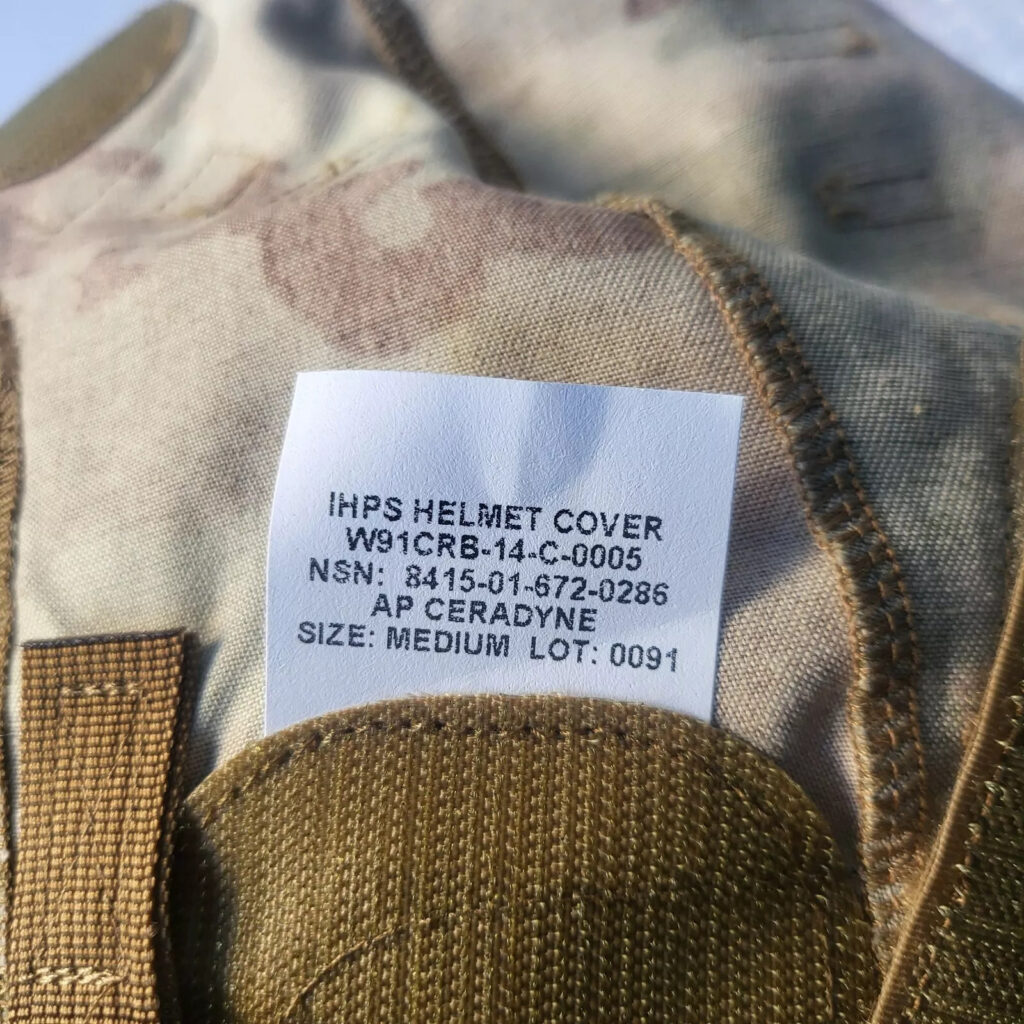 IHPS HELMET COVER
W91CRB-14-C-0005
NSN: 8415-01-672-0286
AP CERADYNE
SIZE: MEDIUM LOT: 0091